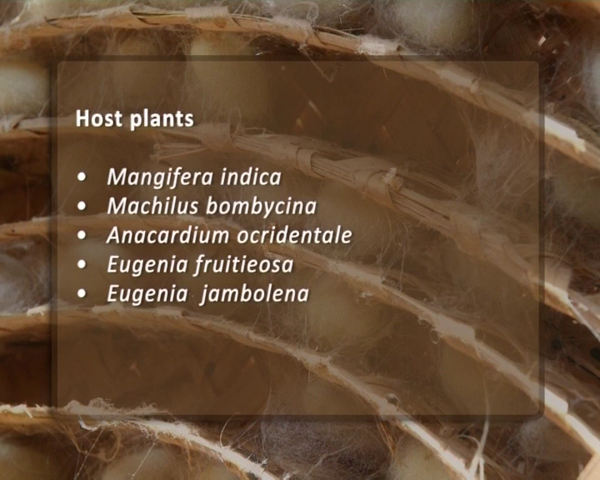 Host plants
• Mangifera indica
• Machilus bombycina
• Anacardium ocridentale
• Eugenia fruitieosa
• Eugenia jambolena